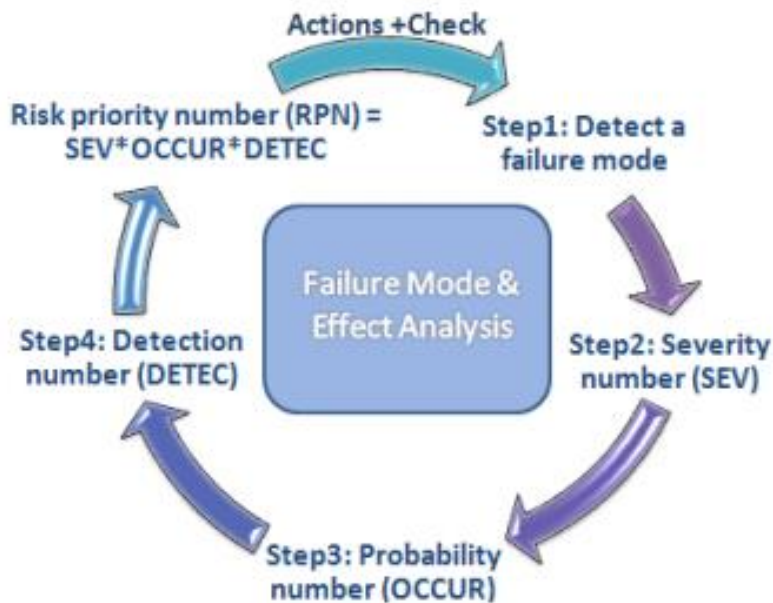 Actions +Check
Step1: Detect a
failure mode
Step2: Severity
number (SEV)
Step3: Probability
number (OCCUR)
Step4: Detection
number (DETEC)
Risk priority number (RPN) =
SEV*OCCUR*DETEC
Failure Mode &
Effect Analysis